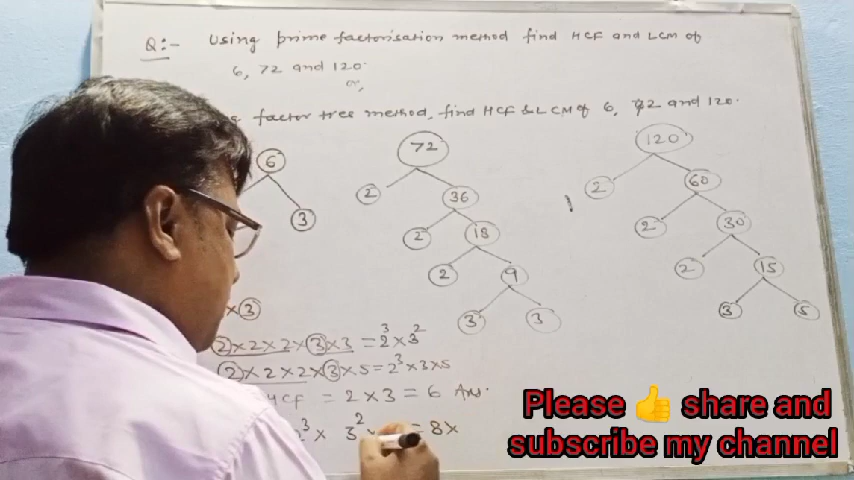 Q:- Using prime factorisation method find HCF and LCM of
6, 72 and 120.
or,
factor tree method, find HCF & LCM of 6, 72 and 120.
6
3
72
2 36
2 18
2 9
3 3
120
2 60
2 30
2 15
3 5
× 3
2 × 2 × 2 × 3 × 3 = 2³ × 3²
2 × 2 × 2 × 3 × 5 = 2³ × 3 × 5
HCF = 2 × 3 = 6 Ans.
2³ × 3² × = 8 ×
Please 👍 share and
subscribe my channel